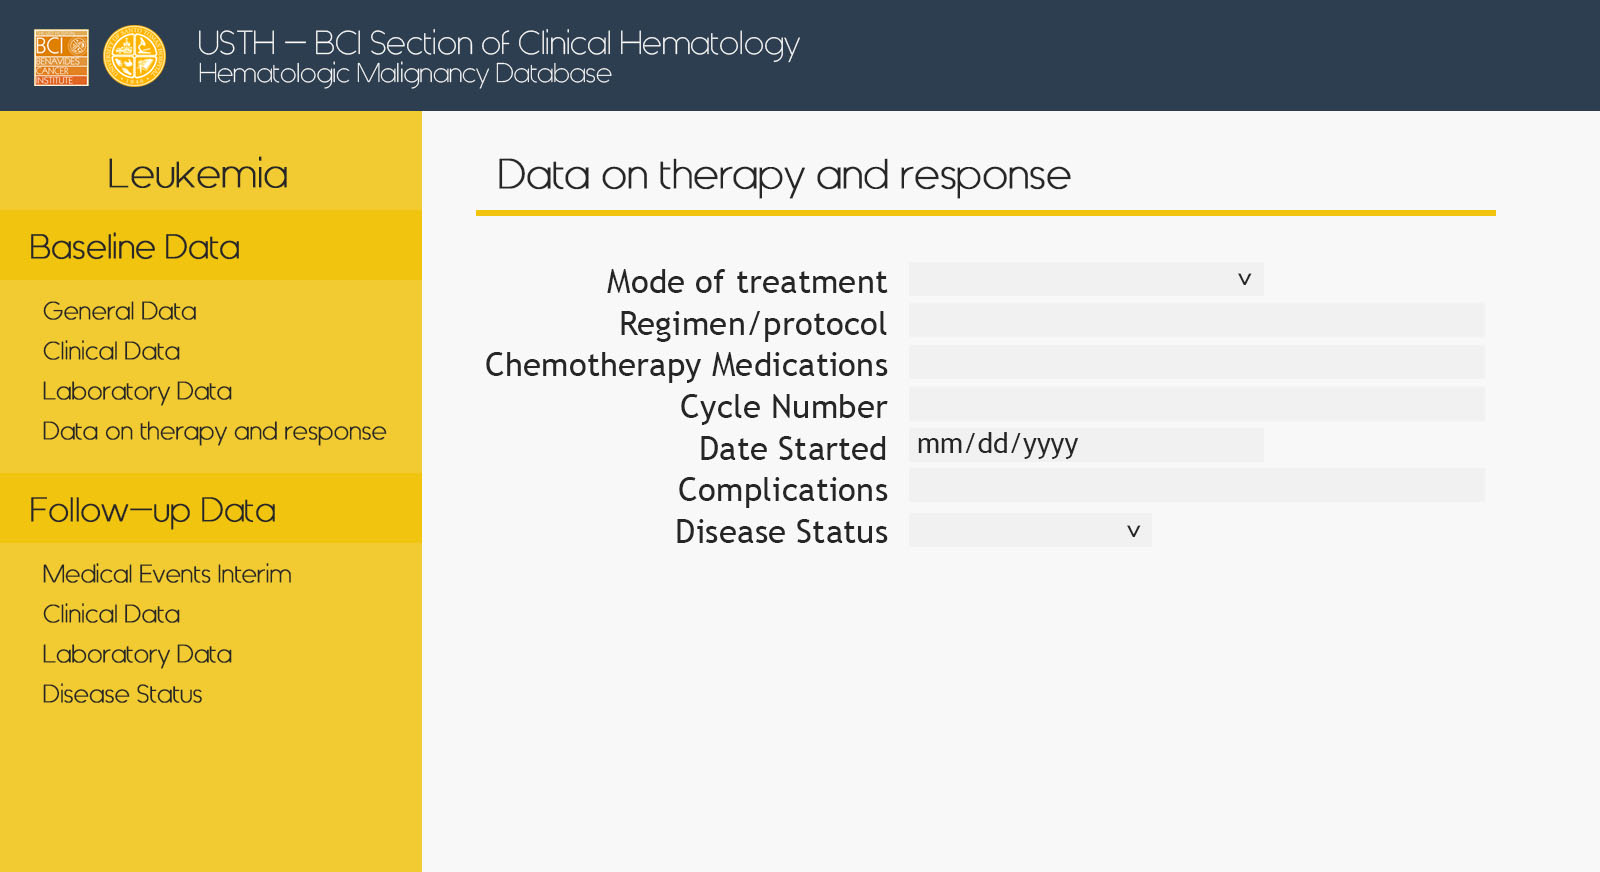 BCI
BENAVIDES
CANCER
INSTITUTE
USTH – BCI Section of Clinical Hematology
Hematologic Malignancy Database
Leukemia
Baseline Data
General Data
Clinical Data
Laboratory Data
Data on therapy and response
Follow-up Data
Medical Events Interim
Clinical Data
Laboratory Data
Disease Status
Data on therapy and response
Mode of treatment
Regimen/protocol
Chemotherapy Medications
Cycle Number
Date Started mm/dd/yyyy
Complications
Disease Status